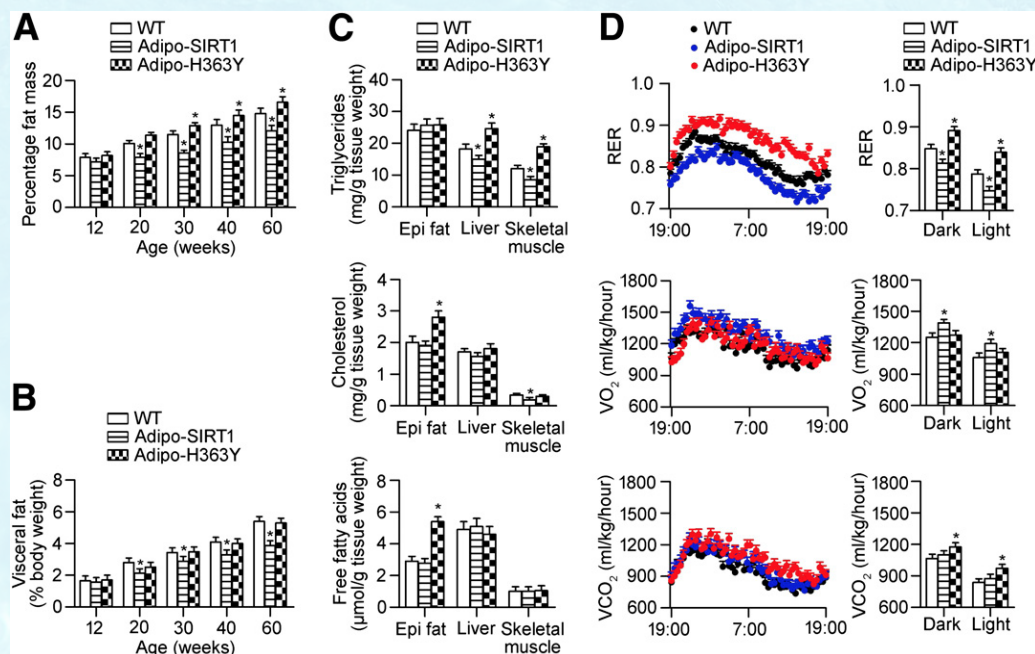 A
WT
Adipo-SIRT1
Adipo-H363Y
Percentage fat mass
20
15
10
5
0
* * * * * * *
12 20 30 40 60
Age (weeks)
B
WT
Adipo-SIRT1
Adipo-H363Y
Visceral fat
(% body weight)
8
6
4
2
0
* * * *
12 20 30 40 60
Age (weeks)
C
WT
Adipo-SIRT1
Adipo-H363Y
Triglycerides
(mg/g tissue weight)
40
30
20
10
0
* * * *
Epi fat Liver Skeletal
muscle
Cholesterol
(mg/g tissue weight)
4
3
2
1
0
* *
Epi fat Liver Skeletal
muscle
Free fatty acids
(µmol/g tissue weight)
8
6
4
2
0
*
Epi fat Liver Skeletal
muscle
D
WT
Adipo-SIRT1
Adipo-H363Y
RER
1.0
0.9
0.8
0.7
19:00 7:00 19:00
WT
Adipo-SIRT1
Adipo-H363Y
RER
1.0
0.9
0.8
0.7
* * * *
Dark Light
VO2 (ml/kg/hour)
1800
1500
1200
900
600
19:00 7:00 19:00
VO2 (ml/kg/hour)
1800
1500
1200
900
600
* *
Dark Light
VCO2 (ml/kg/hour)
1800
1500
1200
900
600
19:00 7:00 19:00
VCO2 (ml/kg/hour)
1800
1500
1200
900
600
* *
Dark Light